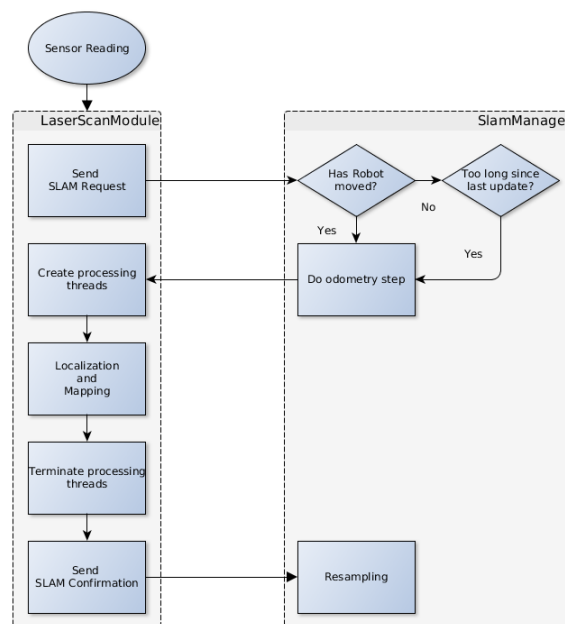 Sensor Reading
LaserScanModule
SlamManage
Send
SLAM Request
Has Robot
moved?
Too long since
last update?
No
Yes
Yes
Create processing
threads
Do odometry step
Localization
and
Mapping
Terminate processing
threads
Send
SLAM Confirmation
Resampling